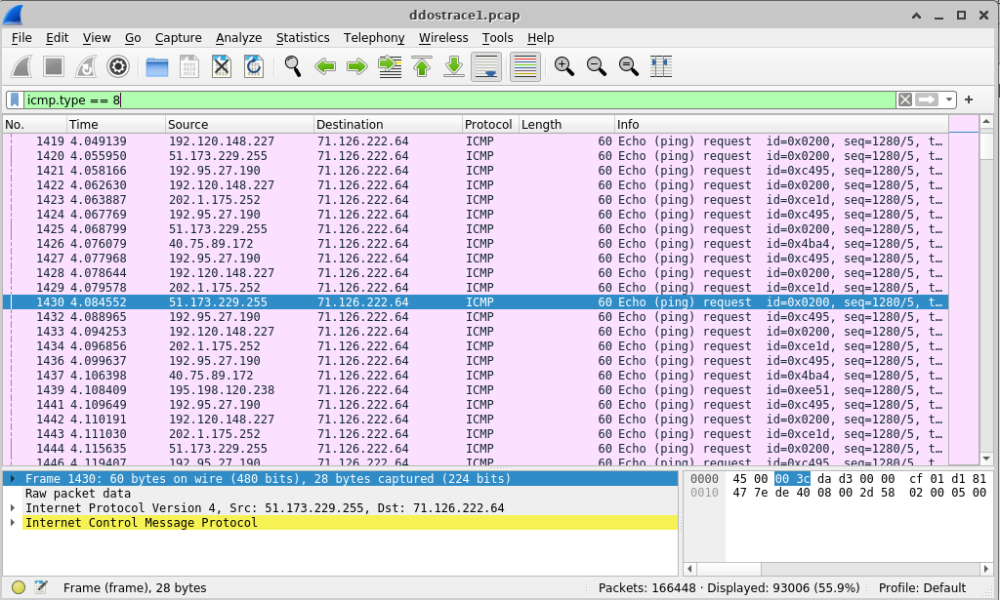 ddostrace1.pcap
File Edit View Go Capture Analyze Statistics Telephony Wireless Tools Help
icmp.type == 8
No. Time Source Destination Protocol Length Info
1419 4.049139 192.120.148.227 71.126.222.64 ICMP 60 Echo (ping) request id=0x0200, seq=1280/5, t…
1420 4.055950 51.173.229.255 71.126.222.64 ICMP 60 Echo (ping) request id=0x0200, seq=1280/5, t…
1421 4.058166 192.95.27.190 71.126.222.64 ICMP 60 Echo (ping) request id=0xc495, seq=1280/5, t…
1422 4.062630 192.120.148.227 71.126.222.64 ICMP 60 Echo (ping) request id=0x0200, seq=1280/5, t…
1423 4.063887 202.1.175.252 71.126.222.64 ICMP 60 Echo (ping) request id=0xce1d, seq=1280/5, t…
1424 4.067769 192.95.27.190 71.126.222.64 ICMP 60 Echo (ping) request id=0xc495, seq=1280/5, t…
1425 4.068799 51.173.229.255 71.126.222.64 ICMP 60 Echo (ping) request id=0x0200, seq=1280/5, t…
1426 4.076079 40.75.89.172 71.126.222.64 ICMP 60 Echo (ping) request id=0x4ba4, seq=1280/5, t…
1427 4.077968 192.95.27.190 71.126.222.64 ICMP 60 Echo (ping) request id=0xc495, seq=1280/5, t…
1428 4.078644 192.120.148.227 71.126.222.64 ICMP 60 Echo (ping) request id=0x0200, seq=1280/5, t…
1429 4.079578 202.1.175.252 71.126.222.64 ICMP 60 Echo (ping) request id=0xce1d, seq=1280/5, t…
1430 4.084552 51.173.229.255 71.126.222.64 ICMP 60 Echo (ping) request id=0x0200, seq=1280/5, t…
1432 4.088965 192.95.27.190 71.126.222.64 ICMP 60 Echo (ping) request id=0xc495, seq=1280/5, t…
1433 4.094253 192.120.148.227 71.126.222.64 ICMP 60 Echo (ping) request id=0x0200, seq=1280/5, t…
1434 4.096856 202.1.175.252 71.126.222.64 ICMP 60 Echo (ping) request id=0xce1d, seq=1280/5, t…
1436 4.099637 192.95.27.190 71.126.222.64 ICMP 60 Echo (ping) request id=0xc495, seq=1280/5, t…
1437 4.106398 40.75.89.172 71.126.222.64 ICMP 60 Echo (ping) request id=0x4ba4, seq=1280/5, t…
1439 4.108409 195.198.120.238 71.126.222.64 ICMP 60 Echo (ping) request id=0xee51, seq=1280/5, t…
1441 4.109649 192.95.27.190 71.126.222.64 ICMP 60 Echo (ping) request id=0xc495, seq=1280/5, t…
1442 4.110191 192.120.148.227 71.126.222.64 ICMP 60 Echo (ping) request id=0x0200, seq=1280/5, t…
1443 4.111030 202.1.175.252 71.126.222.64 ICMP 60 Echo (ping) request id=0xce1d, seq=1280/5, t…
1444 4.115635 51.173.229.255 71.126.222.64 ICMP 60 Echo (ping) request id=0x0200, seq=1280/5, t…
1446 4.119407 192.95.27.190 71.126.222.64 ICMP 60 Echo (ping) request id=0xc495, seq=1280/5, t…
Frame 1430: 60 bytes on wire (480 bits), 28 bytes captured (224 bits)
Raw packet data
Internet Protocol Version 4, Src: 51.173.229.255, Dst: 71.126.222.64
Internet Control Message Protocol
0000 45 00 00 3c da d3 00 00 cf 01 d1 81
0010 47 7e de 40 08 00 2d 58 02 00 05 00
Frame (frame), 28 bytes
Packets: 166448 · Displayed: 93006 (55.9%)
Profile: Default